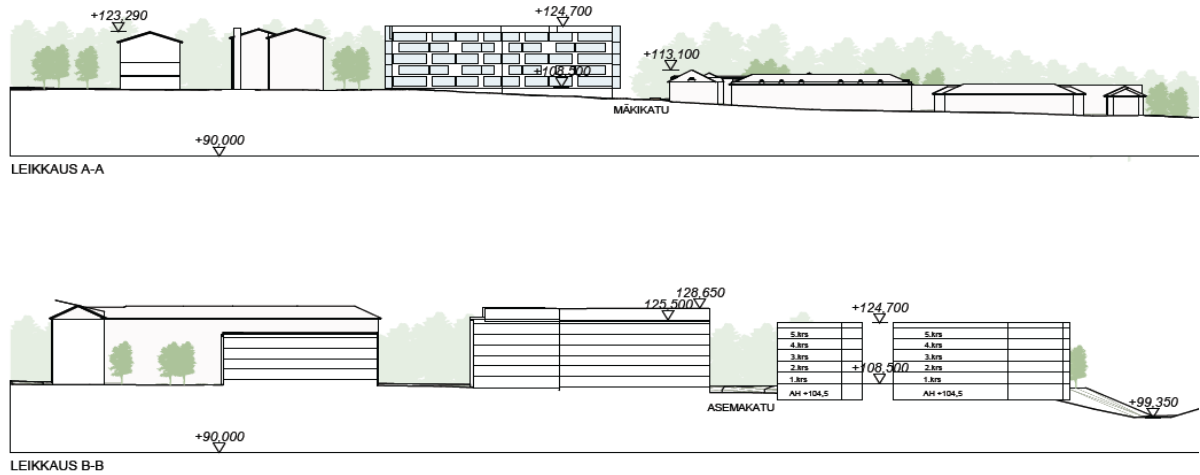 +123,290
+124,700
+113,100
+108,500
MÄKIKATU
+90,000
LEIKKAUS A-A
128,650
125,500
+124,700
5.krs
4.krs
3.krs
2.krs
1.krs
AH +104,5
+108,500
5.krs
4.krs
3.krs
2.krs
1.krs
AH +104,5
ASEMAKATU
+99,350
+90,000
LEIKKAUS B-B